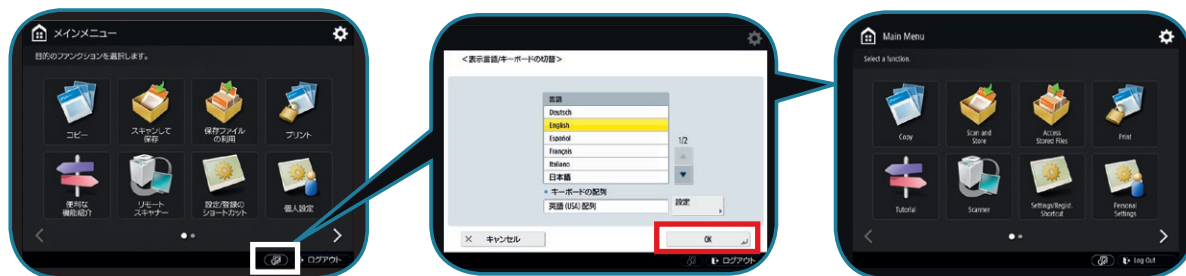 メインメニュー
目的のファンクションを選択します。
コピー
スキャンして
保存
保存ファイル
の利用
プリント
便利な
機能紹介
リモート
スキャナー
設定/登録の
ショートカット
個人設定
ログアウト
<表示言語/キーボードの切替>
言語
Deutsch
English
Español
Français
Italiano
日本語
1/2
キーボードの配列
英語 (USA) 配列
設定
× キャンセル
OK
ログアウト
Main Menu
Select a function.
Copy
Scan and
Store
Access
Stored Files
Print
Tutorial
Scanner
Settings/Regist.
Shortcut
Personal
Settings
Log Out